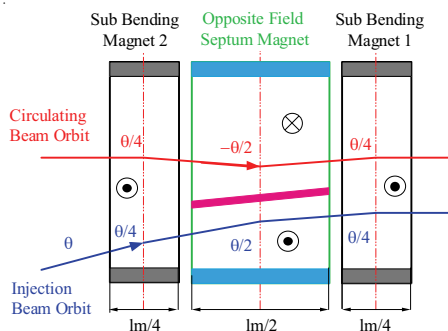 Sub Bending
Magnet 2
Opposite Field
Septum Magnet
Sub Bending
Magnet 1
Circulating
Beam Orbit
θ/4
−θ/2
θ/4
θ
θ/4
θ/2
θ/4
Injection
Beam Orbit
lm/4
lm/2
lm/4